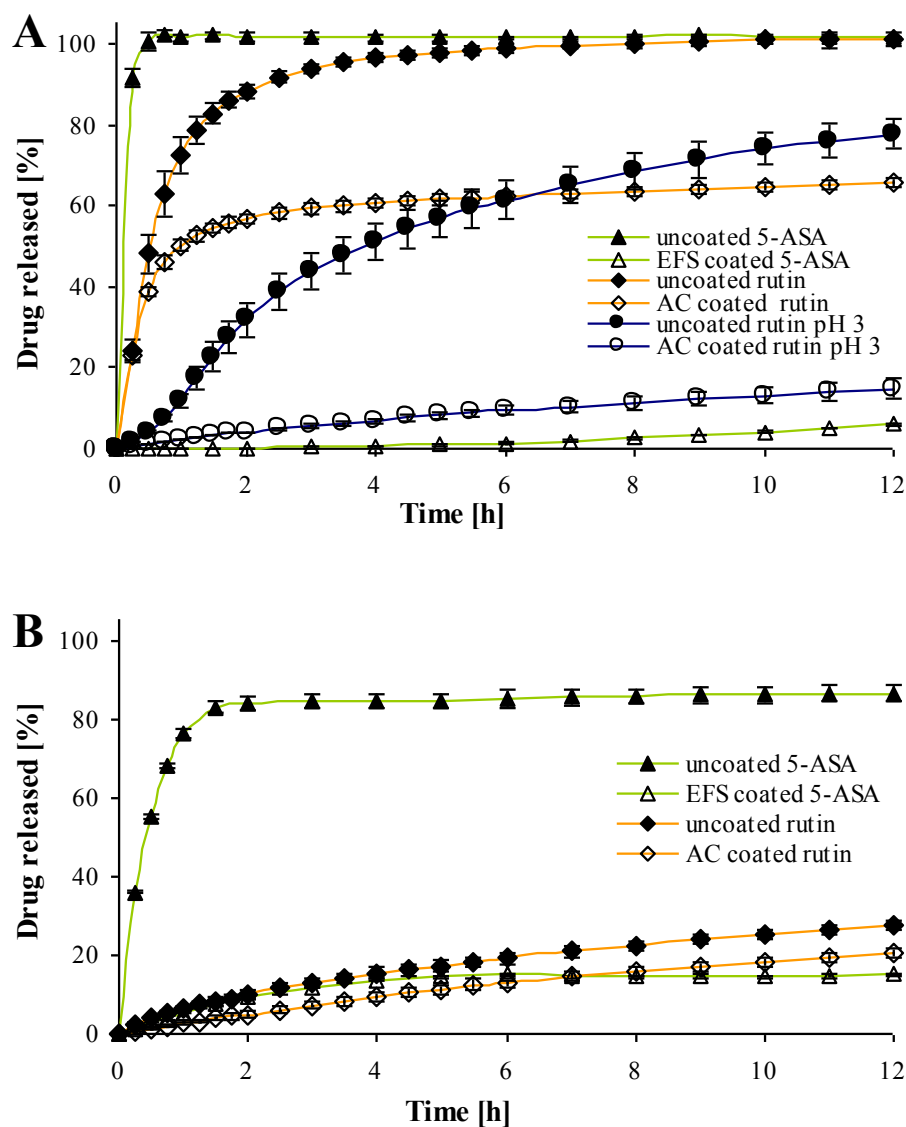 A
Drug released [%]
100
80
60
40
20
0
uncoated 5-ASA
EFS coated 5-ASA
uncoated rutin
AC coated rutin
uncoated rutin pH 3
AC coated rutin pH 3
0 2 4 6 8 10 12
Time [h]
B
Drug released [%]
100
80
60
40
20
0
uncoated 5-ASA
EFS coated 5-ASA
uncoated rutin
AC coated rutin
0 2 4 6 8 10 12
Time [h]